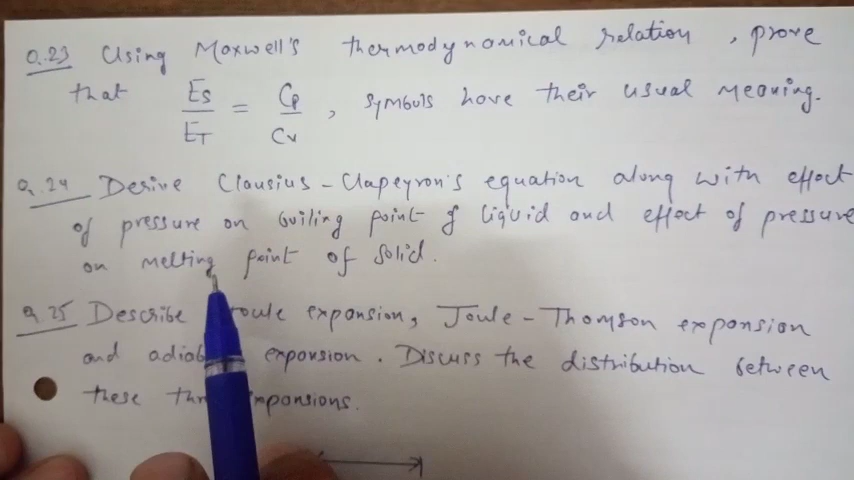 Q.23 Using Maxwell's thermodynamical relation, prove
that Es/ET = Cp/Cv, symbols have their usual meaning.
Q.24 Derive Clausius-Clapeyron's equation along with effect
of pressure on boiling point of liquid and effect of pressure
on melting point of solid.
Q.25 Describe Joule expansion, Joule-Thomson expansion
and expansion. Discuss the distribution between
these expansions.